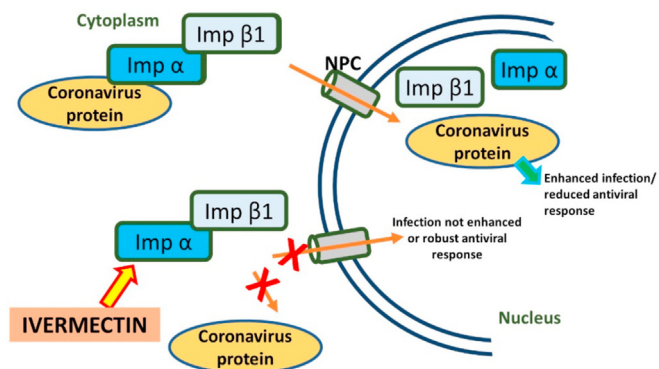 Cytoplasm
Imp β1
Imp α
Coronavirus
protein
NPC
Imp β1
Imp α
Coronavirus
protein
Enhanced infection/
reduced antiviral
response
Imp β1
Imp α
Infection not enhanced
or robust antiviral
response
IVERMECTIN
Coronavirus
protein
Nucleus